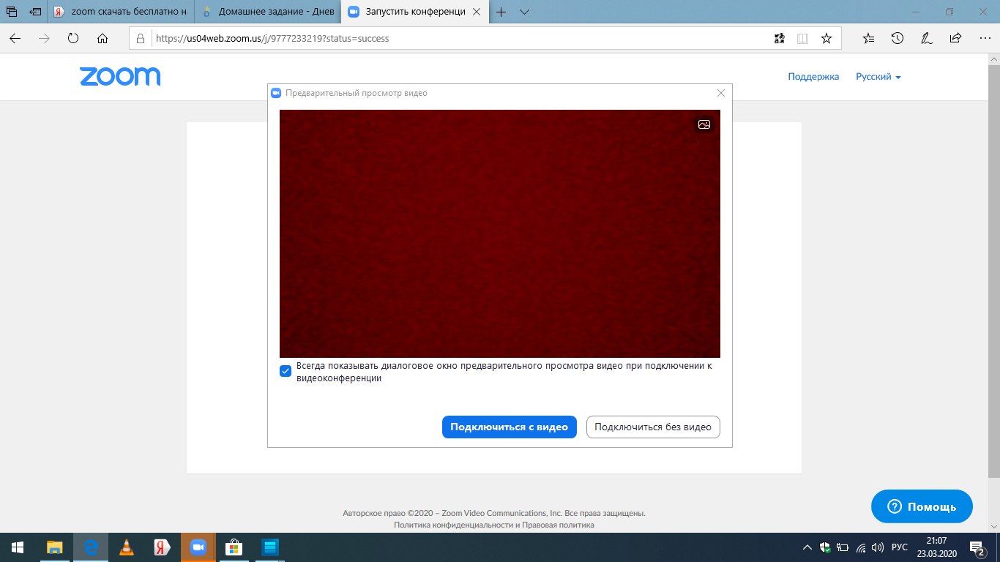 zoom скачать бесплатно на
Домашнее задание - Днев
Запустить конференци
https://us04web.zoom.us/j/9777233219?status=success
zoom
Поддержка
Русский
Предварительный просмотр видео
Всегда показывать диалоговое окно предварительного просмотра видео при подключении к
видеоконференции
Подключиться с видео
Подключиться без видео
Авторское право ©2020 – Zoom Video Communications, Inc. Все права защищены.
Политика конфиденциальности и Правовая политика
Помощь
РУС
21:07
23.03.2020
2